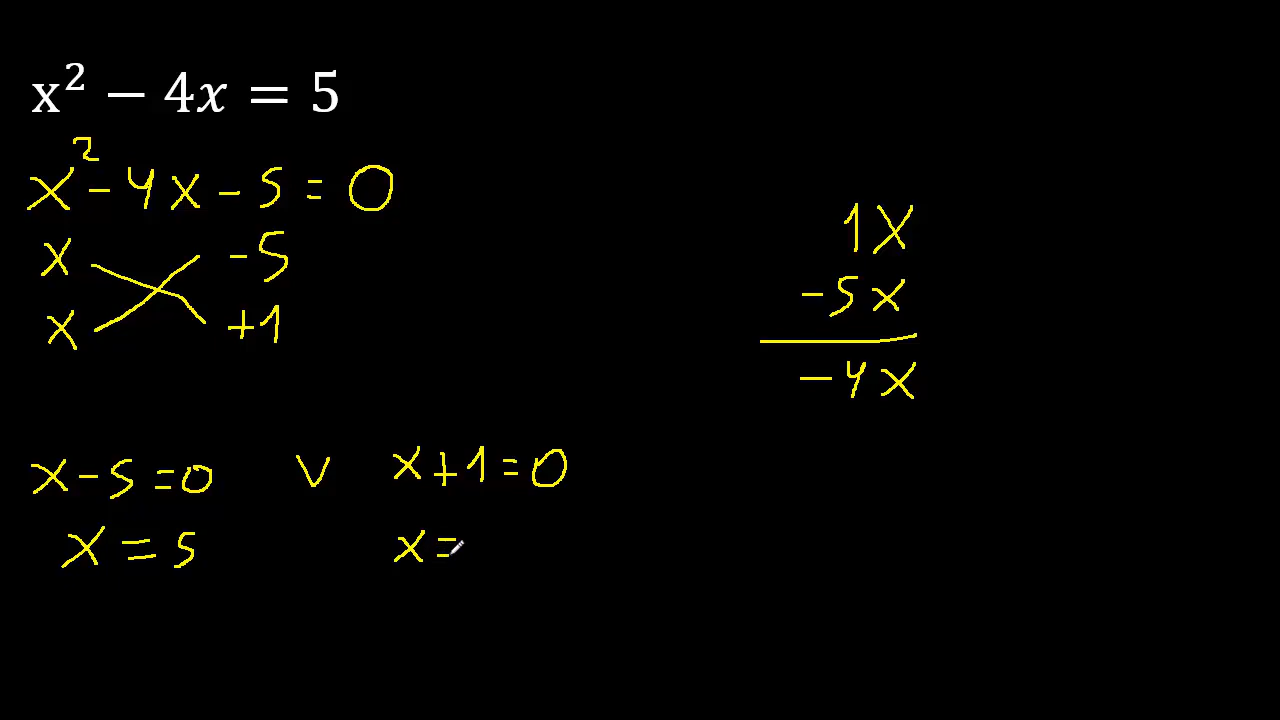 x² − 4x = 5
x² - 4x - 5 = 0
x -5
x +1
1x
-5x
-4x
x - 5 = 0 v x + 1 = 0
x = 5 x =